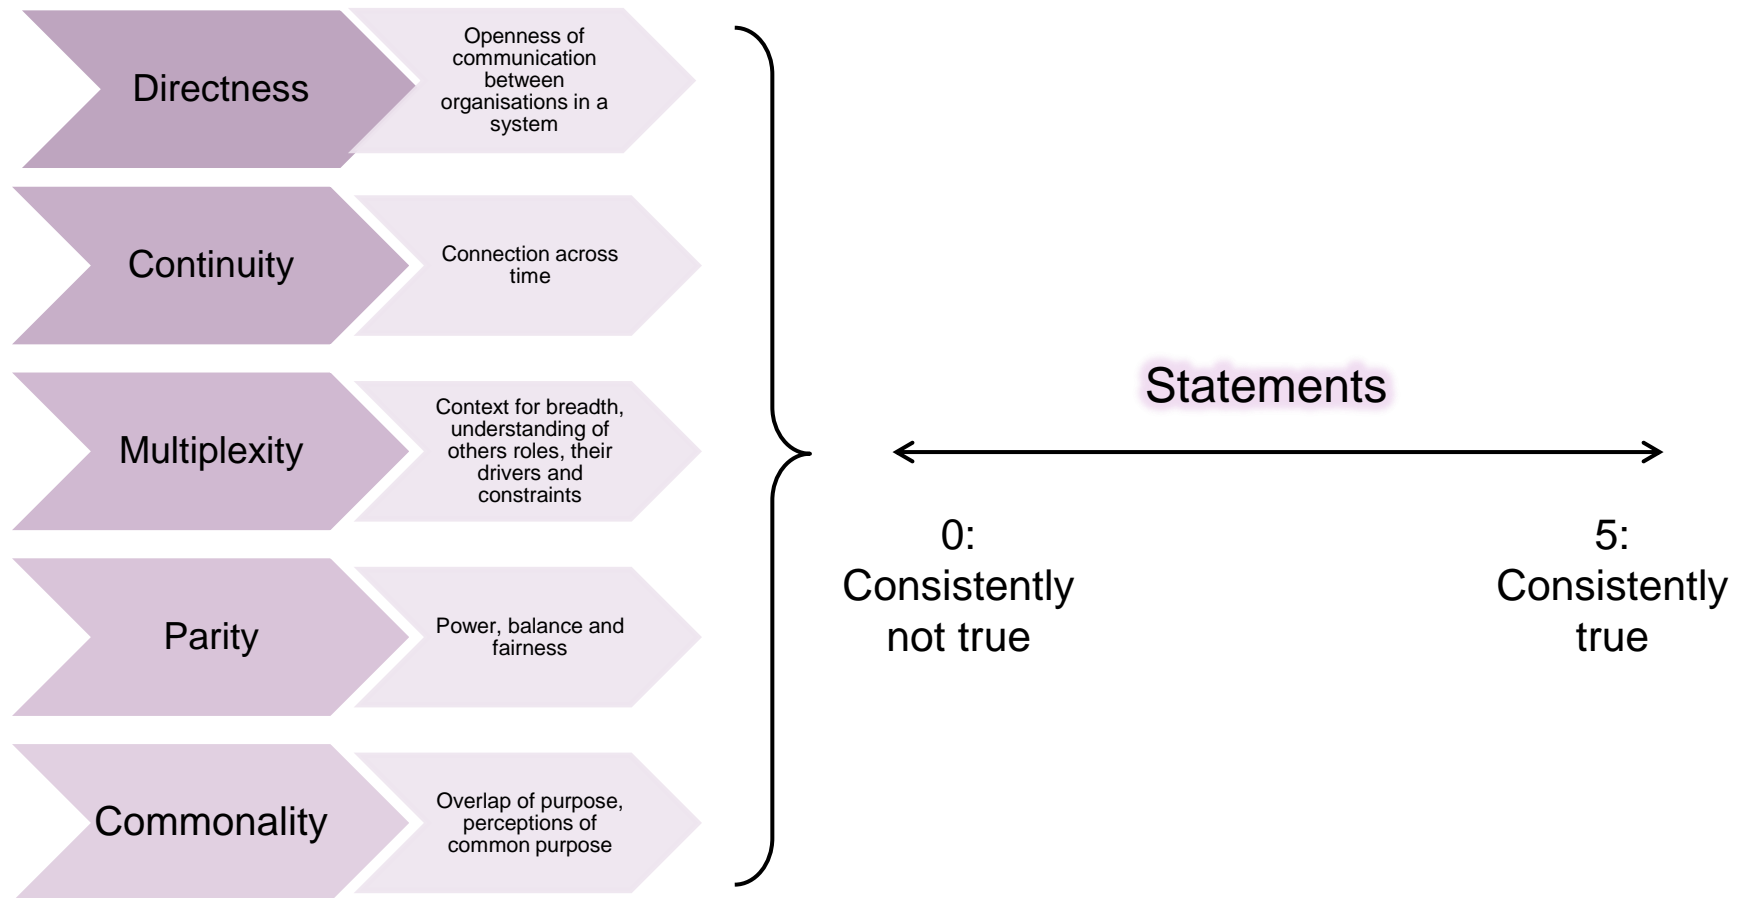 Directness
Openness of
communication
between
organisations in a
system
Continuity
Connection across
time
Multiplexity
Context for breadth,
understanding of
others roles, their
drivers and
constraints
Parity
Power, balance and
fairness
Commonality
Overlap of purpose,
perceptions of
common purpose
Statements
0:
Consistently
not true
5:
Consistently
true